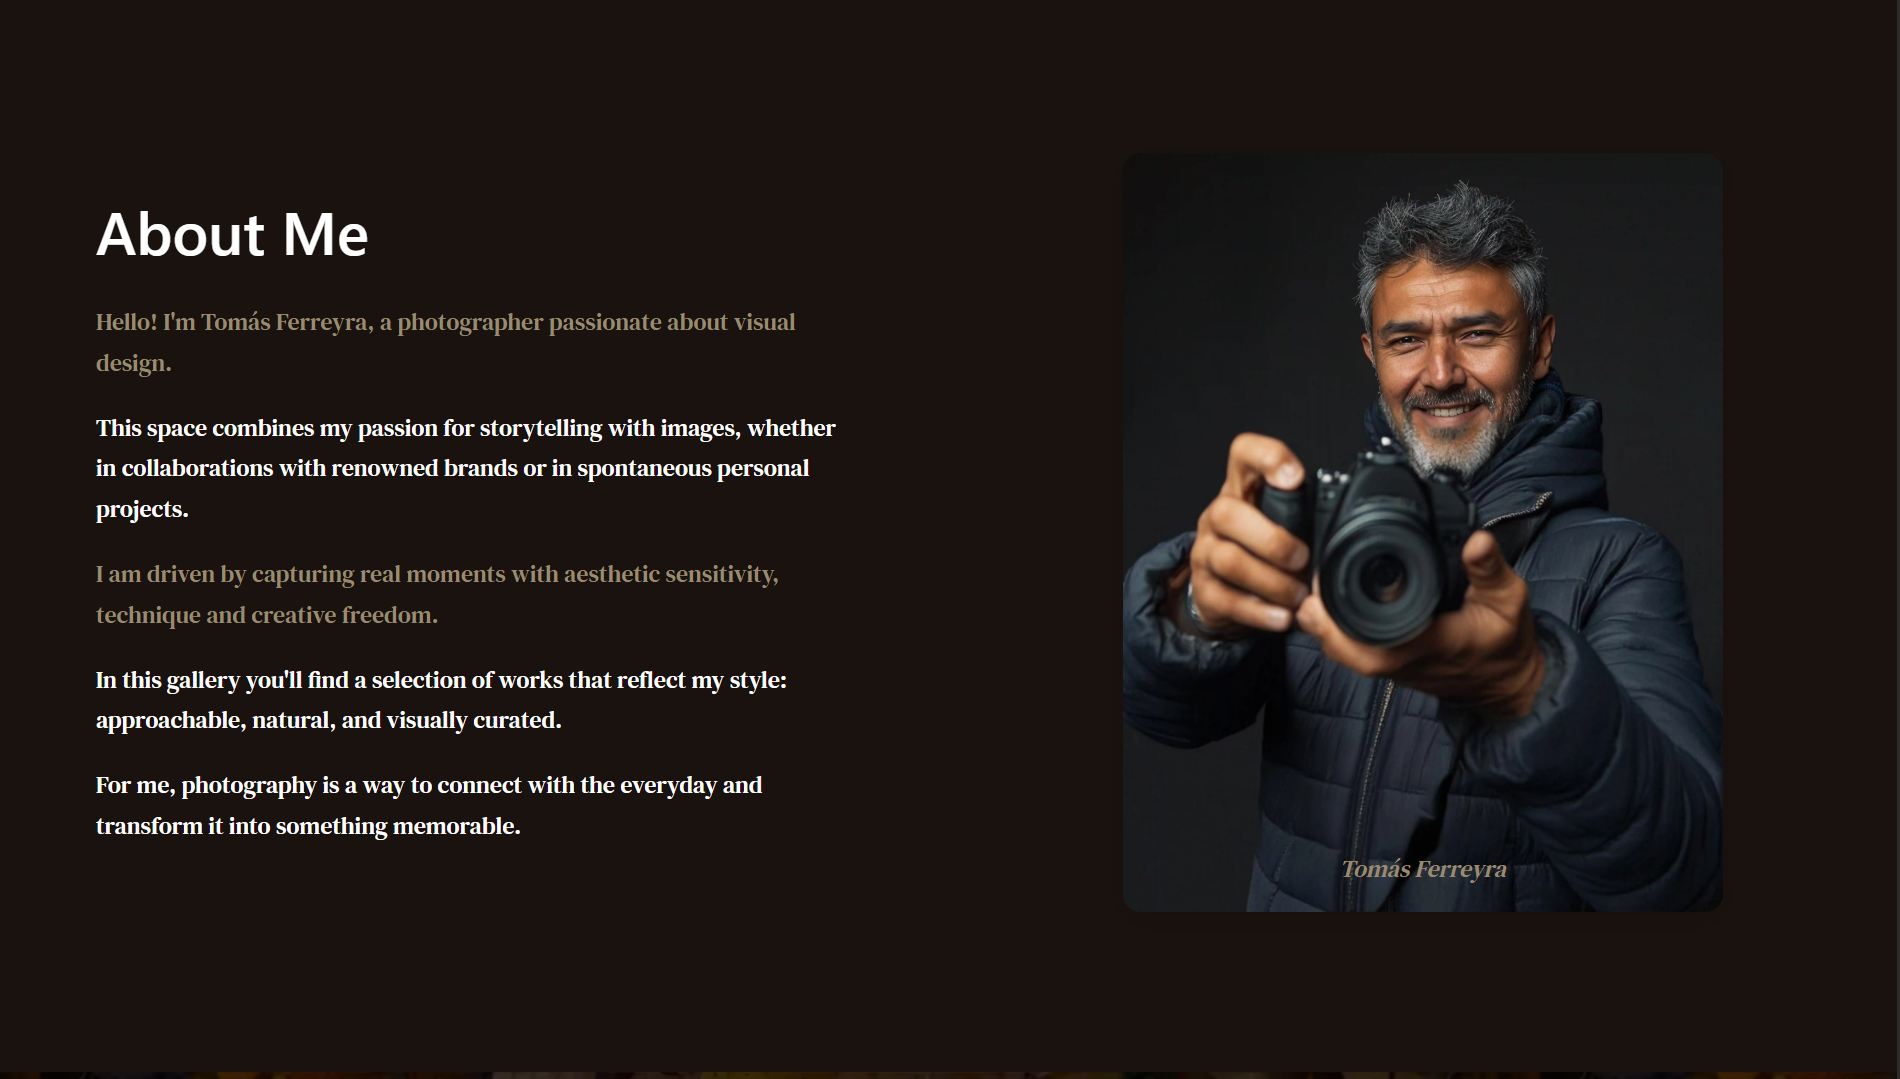 About Me
Hello! I'm Tomás Ferreyra, a photographer passionate about visual
design.
This space combines my passion for storytelling with images, whether
in collaborations with renowned brands or in spontaneous personal
projects.
I am driven by capturing real moments with aesthetic sensitivity,
technique and creative freedom.
In this gallery you'll find a selection of works that reflect my style:
approachable, natural, and visually curated.
For me, photography is a way to connect with the everyday and
transform it into something memorable.
Tomás Ferreyra